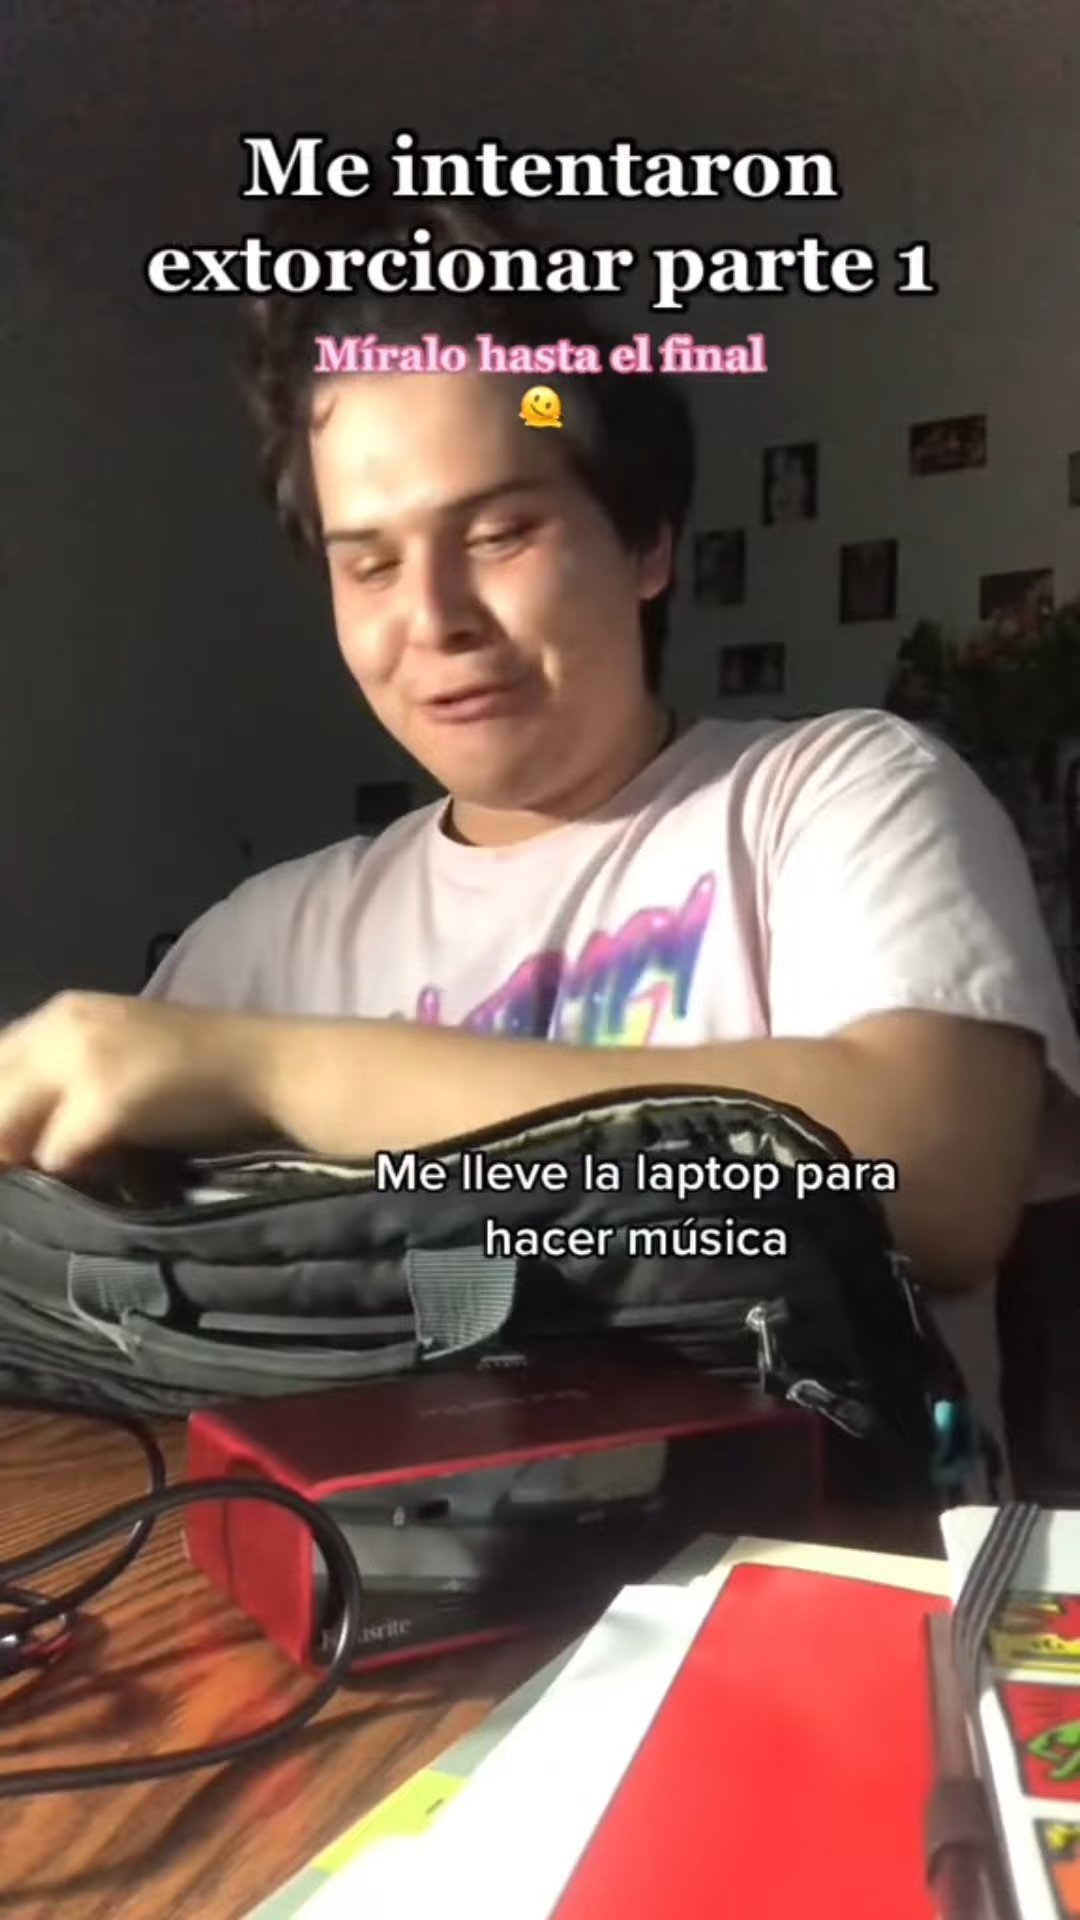 Me intentaron
extorcionar parte 1
Míralo hasta el final
🫠
Me lleve la laptop para
hacer música